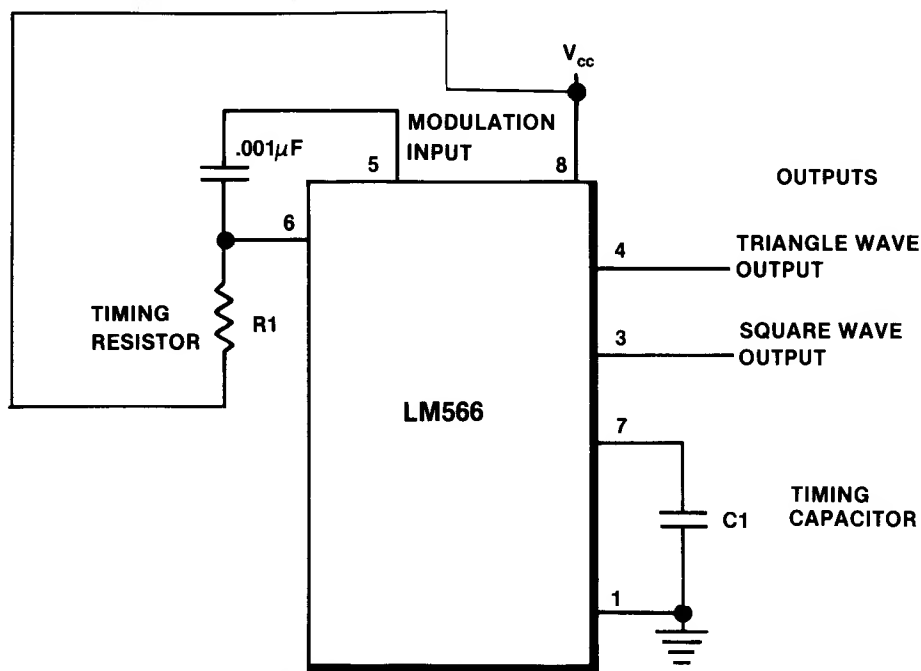 Vcc
.001μF
5
MODULATION
INPUT
8
OUTPUTS
6
4
TRIANGLE WAVE
OUTPUT
TIMING
RESISTOR
R1
3
SQUARE WAVE
OUTPUT
LM566
7
C1
TIMING
CAPACITOR
1